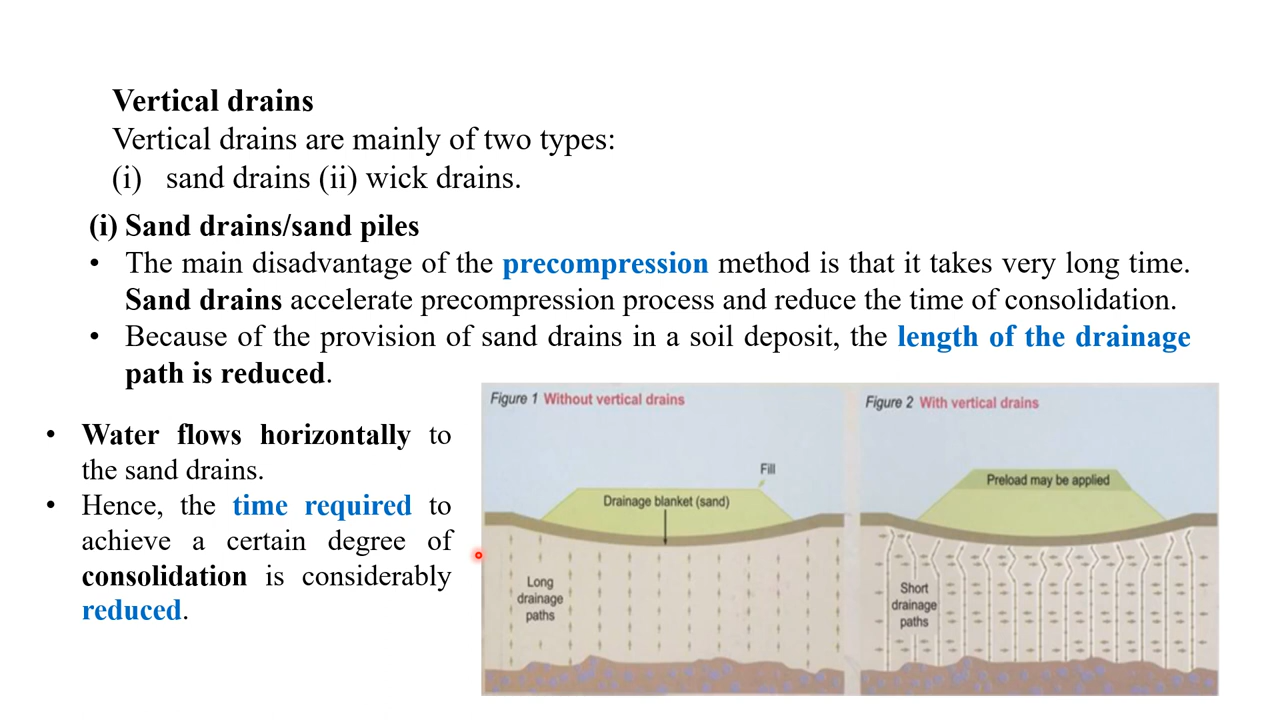 Vertical drains
Vertical drains are mainly of two types:
(i) sand drains (ii) wick drains.
(i) Sand drains/sand piles
• The main disadvantage of the precompression method is that it takes very long time.
Sand drains accelerate precompression process and reduce the time of consolidation.
• Because of the provision of sand drains in a soil deposit, the length of the drainage
path is reduced.
• Water flows horizontally to
the sand drains.
• Hence, the time required to
achieve a certain degree of
consolidation is considerably
reduced.
Figure 1 Without vertical drains
Fill
Drainage blanket (sand)
Long
drainage
paths
Figure 2 With vertical drains
Preload may be applied
Short
drainage
paths